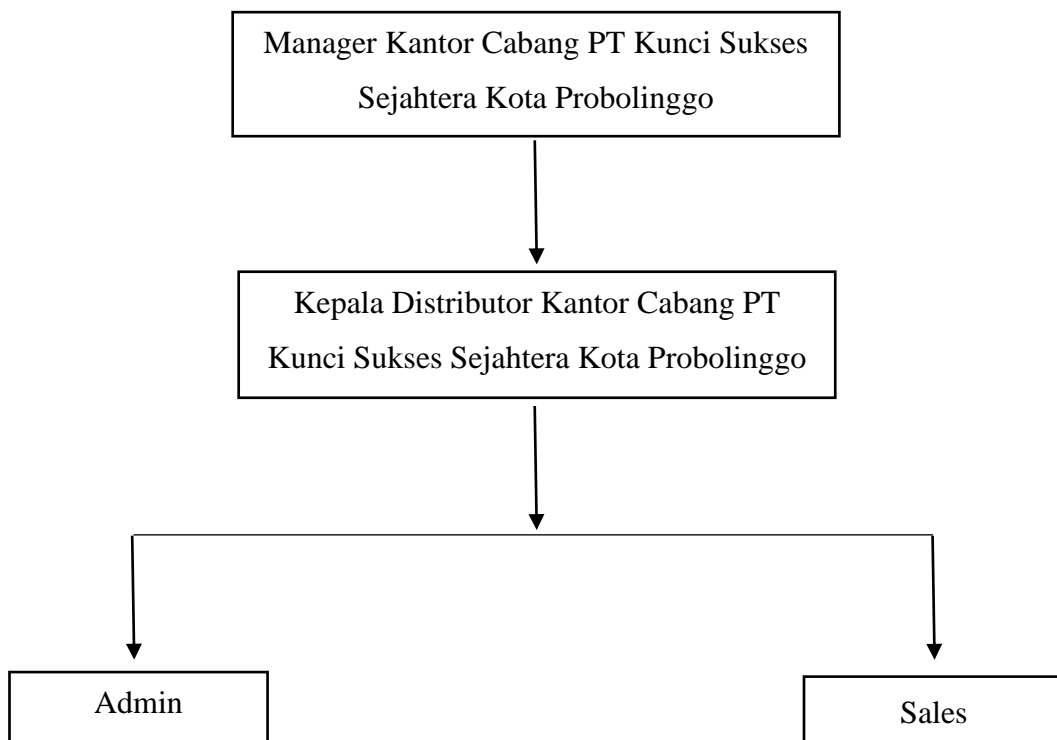 Manager Kantor Cabang PT Kunci Sukses
Sejahtera Kota Probolinggo
Kepala Distributor Kantor Cabang PT
Kunci Sukses Sejahtera Kota Probolinggo
Admin
Sales